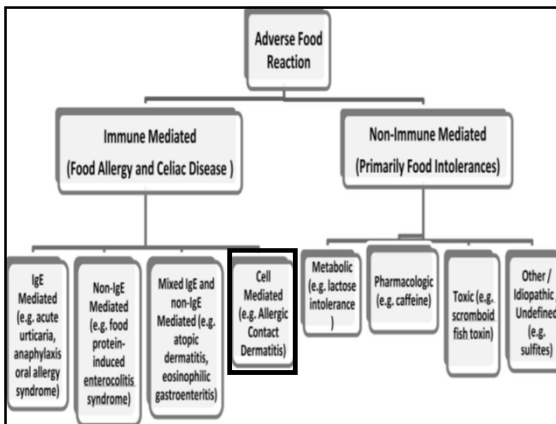 Adverse Food
Reaction
Immune Mediated
(Food Allergy and Celiac Disease )
Non-Immune Mediated
(Primarily Food Intolerances)
IgE
Mediated
(e.g. acute
urticaria,
anaphylaxis
oral allergy
syndrome)
Non-IgE
Mediated
(e.g. food
protein-
induced
enterocolitis
syndrome)
Mixed IgE and
non-IgE
Mediated (e.g.
atopic
dermatitis,
eosinophilic
gastroenteritis)
Cell
Mediated
(e.g. Allergic
Contact
Dermatitis)
Metabolic
(e.g. lactose
intolerance
)
Pharmacologic
(e.g. caffeine)
Toxic (e.g.
scromboid
fish toxin)
Other /
Idiopathic /
Undefined
(e.g.
sulfites)